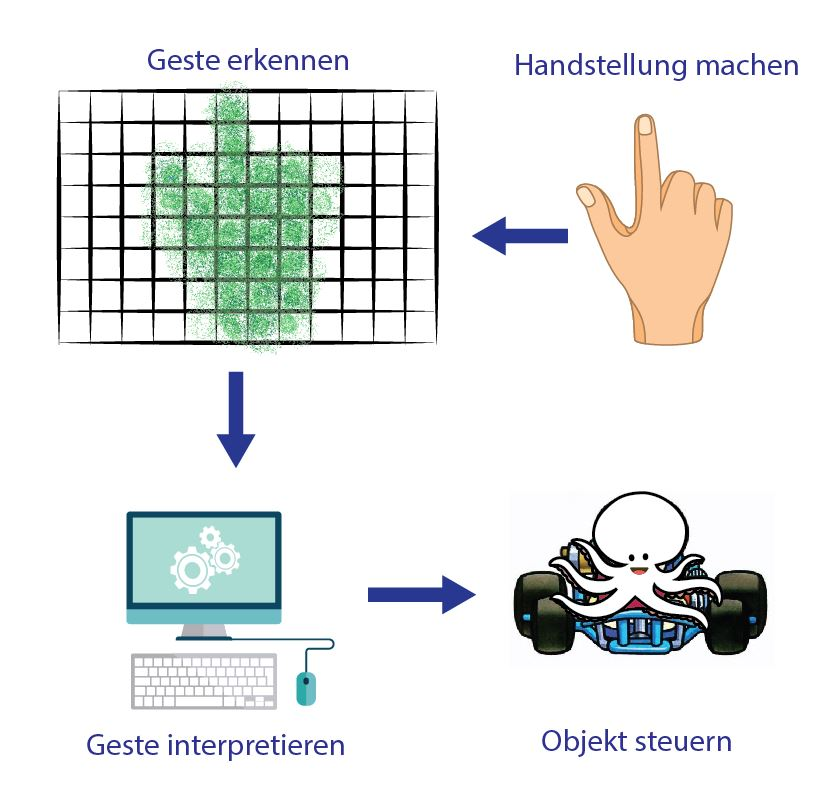 Geste erkennen
Handstellung machen
Geste interpretieren
Objekt steuern